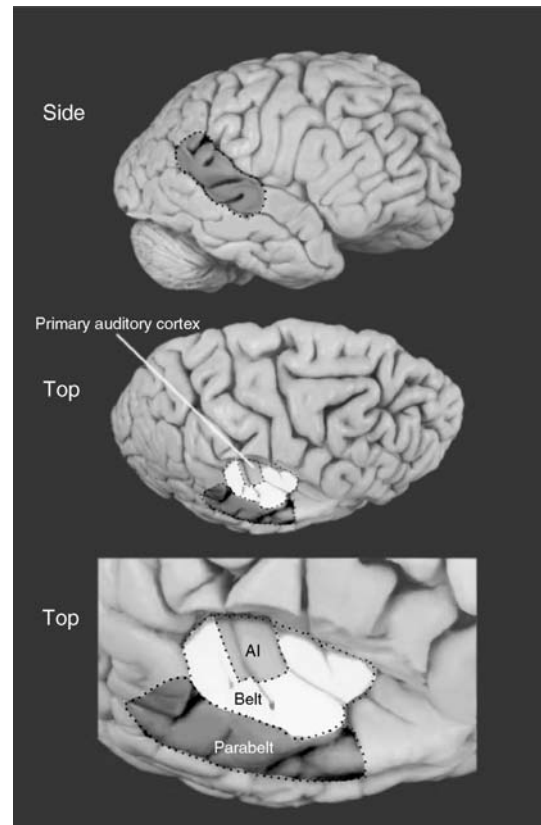 Side
Primary auditory cortex
Top
Top
AI
Belt
Parabelt